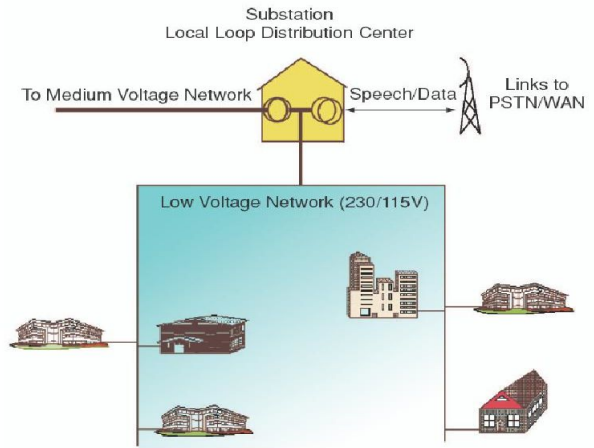 Substation
Local Loop Distribution Center
To Medium Voltage Network
Speech/Data
Links to
PSTN/WAN
Low Voltage Network (230/115V)